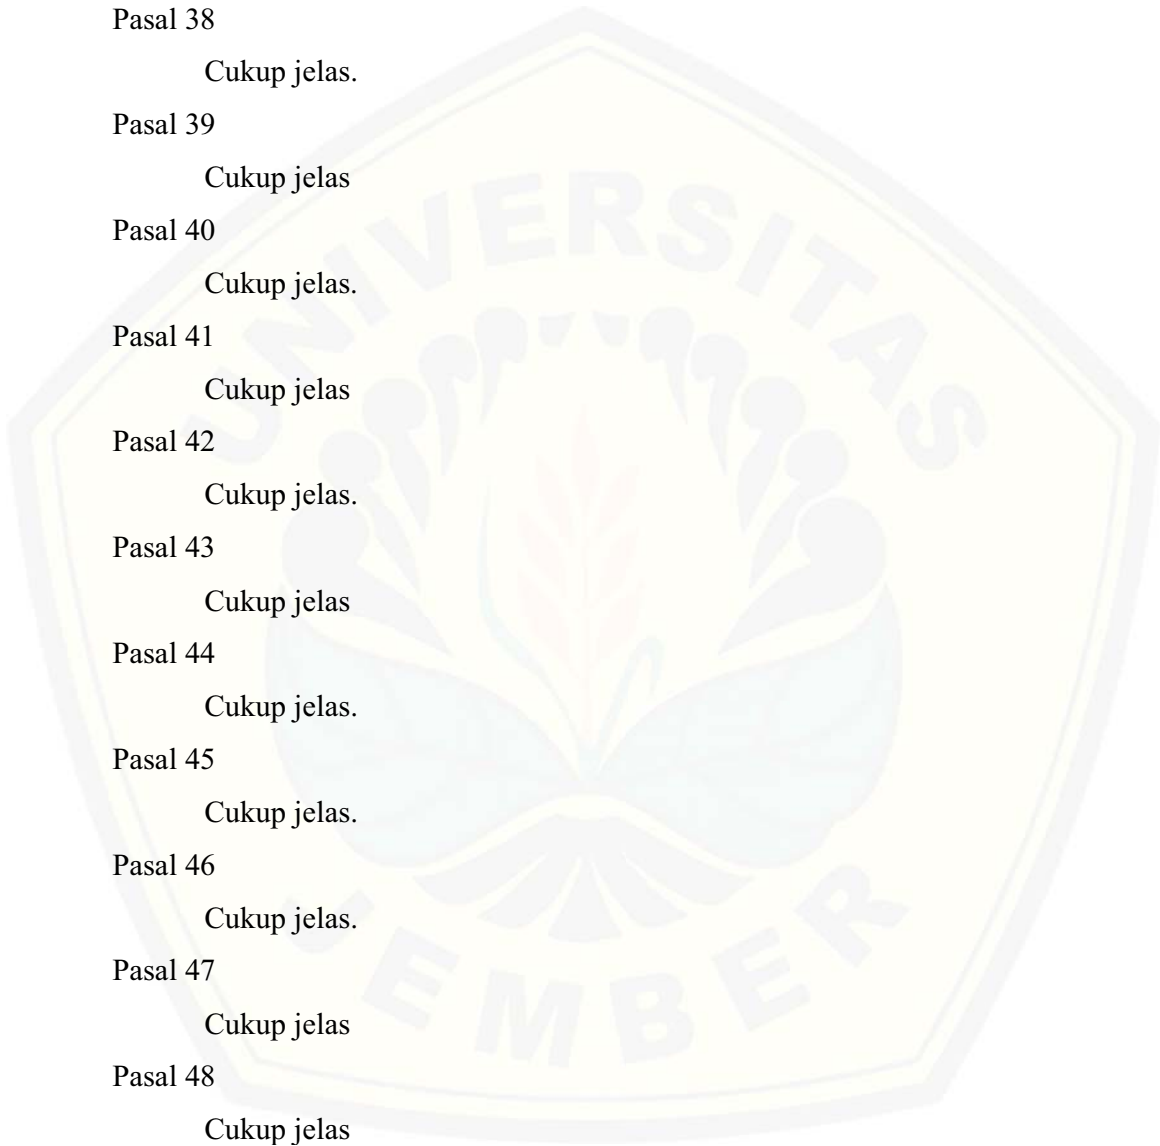 Pasal 38
Cukup jelas.
Pasal 39
Cukup jelas
Pasal 40
Cukup jelas.
Pasal 41
Cukup jelas
Pasal 42
Cukup jelas.
Pasal 43
Cukup jelas
Pasal 44
Cukup jelas.
Pasal 45
Cukup jelas.
Pasal 46
Cukup jelas.
Pasal 47
Cukup jelas
Pasal 48
Cukup jelas
UNIVERSITAS
JEMBER